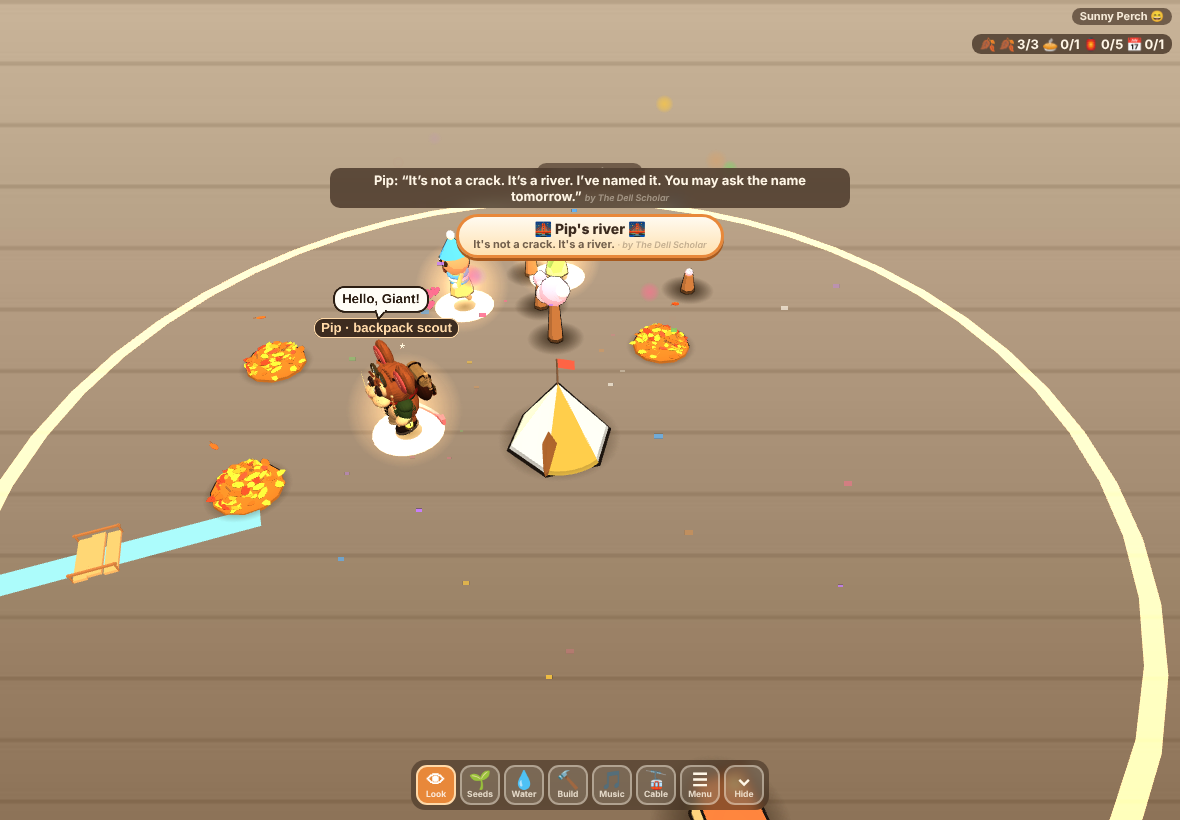 Sunny Perch
3/3 0/1 0/5 0/1
Pip: “It’s not a crack. It’s a river. I’ve named it. You may ask the name
tomorrow.” by The Dell Scholar
Pip's river
It's not a crack. It's a river. · by The Dell Scholar
Hello, Giant!
Pip · backpack scout
Look Seeds Water Build Music Cable Menu Hide